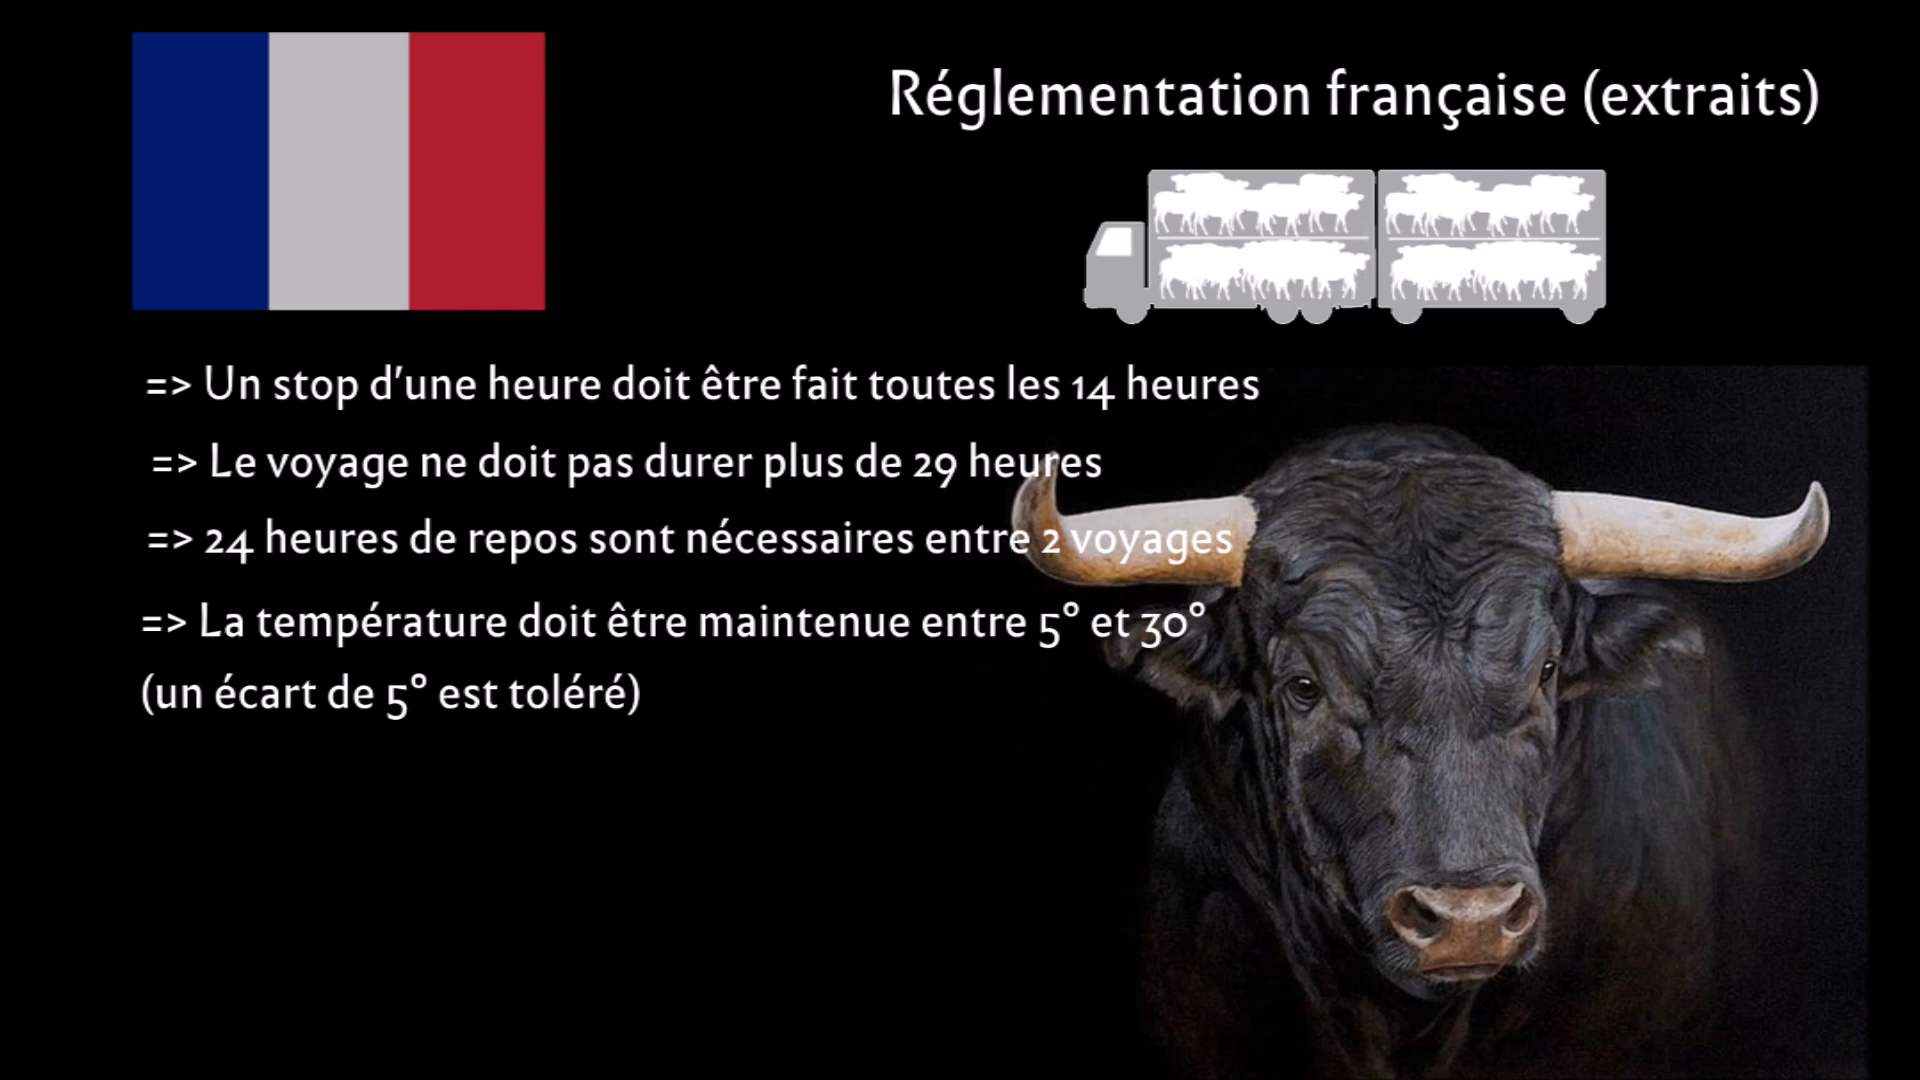 Réglementation française (extraits)
=> Un stop d'une heure doit être fait toutes les 14 heures
=> Le voyage ne doit pas durer plus de 29 heures
=> 24 heures de repos sont nécessaires entre 2 voyages
=> La température doit être maintenue entre 5° et 30°
(un écart de 5° est toléré)